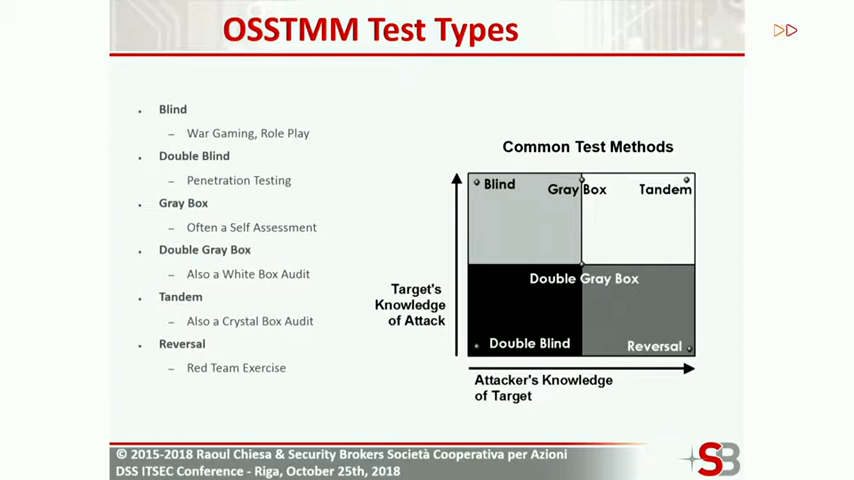 OSSTMM Test Types
Blind
– War Gaming, Role Play
Double Blind
– Penetration Testing
Gray Box
– Often a Self Assessment
Double Gray Box
– Also a White Box Audit
Tandem
– Also a Crystal Box Audit
Reversal
– Red Team Exercise
Common Test Methods
Blind
Gray Box
Tandem
Double Gray Box
Double Blind
Reversal
Target's
Knowledge
of Attack
Attacker's Knowledge
of Target
© 2015-2018 Raoul Chiesa & Security Brokers Società Cooperativa per Azioni
DSS ITSEC Conference - Riga, October 25th, 2018
SB